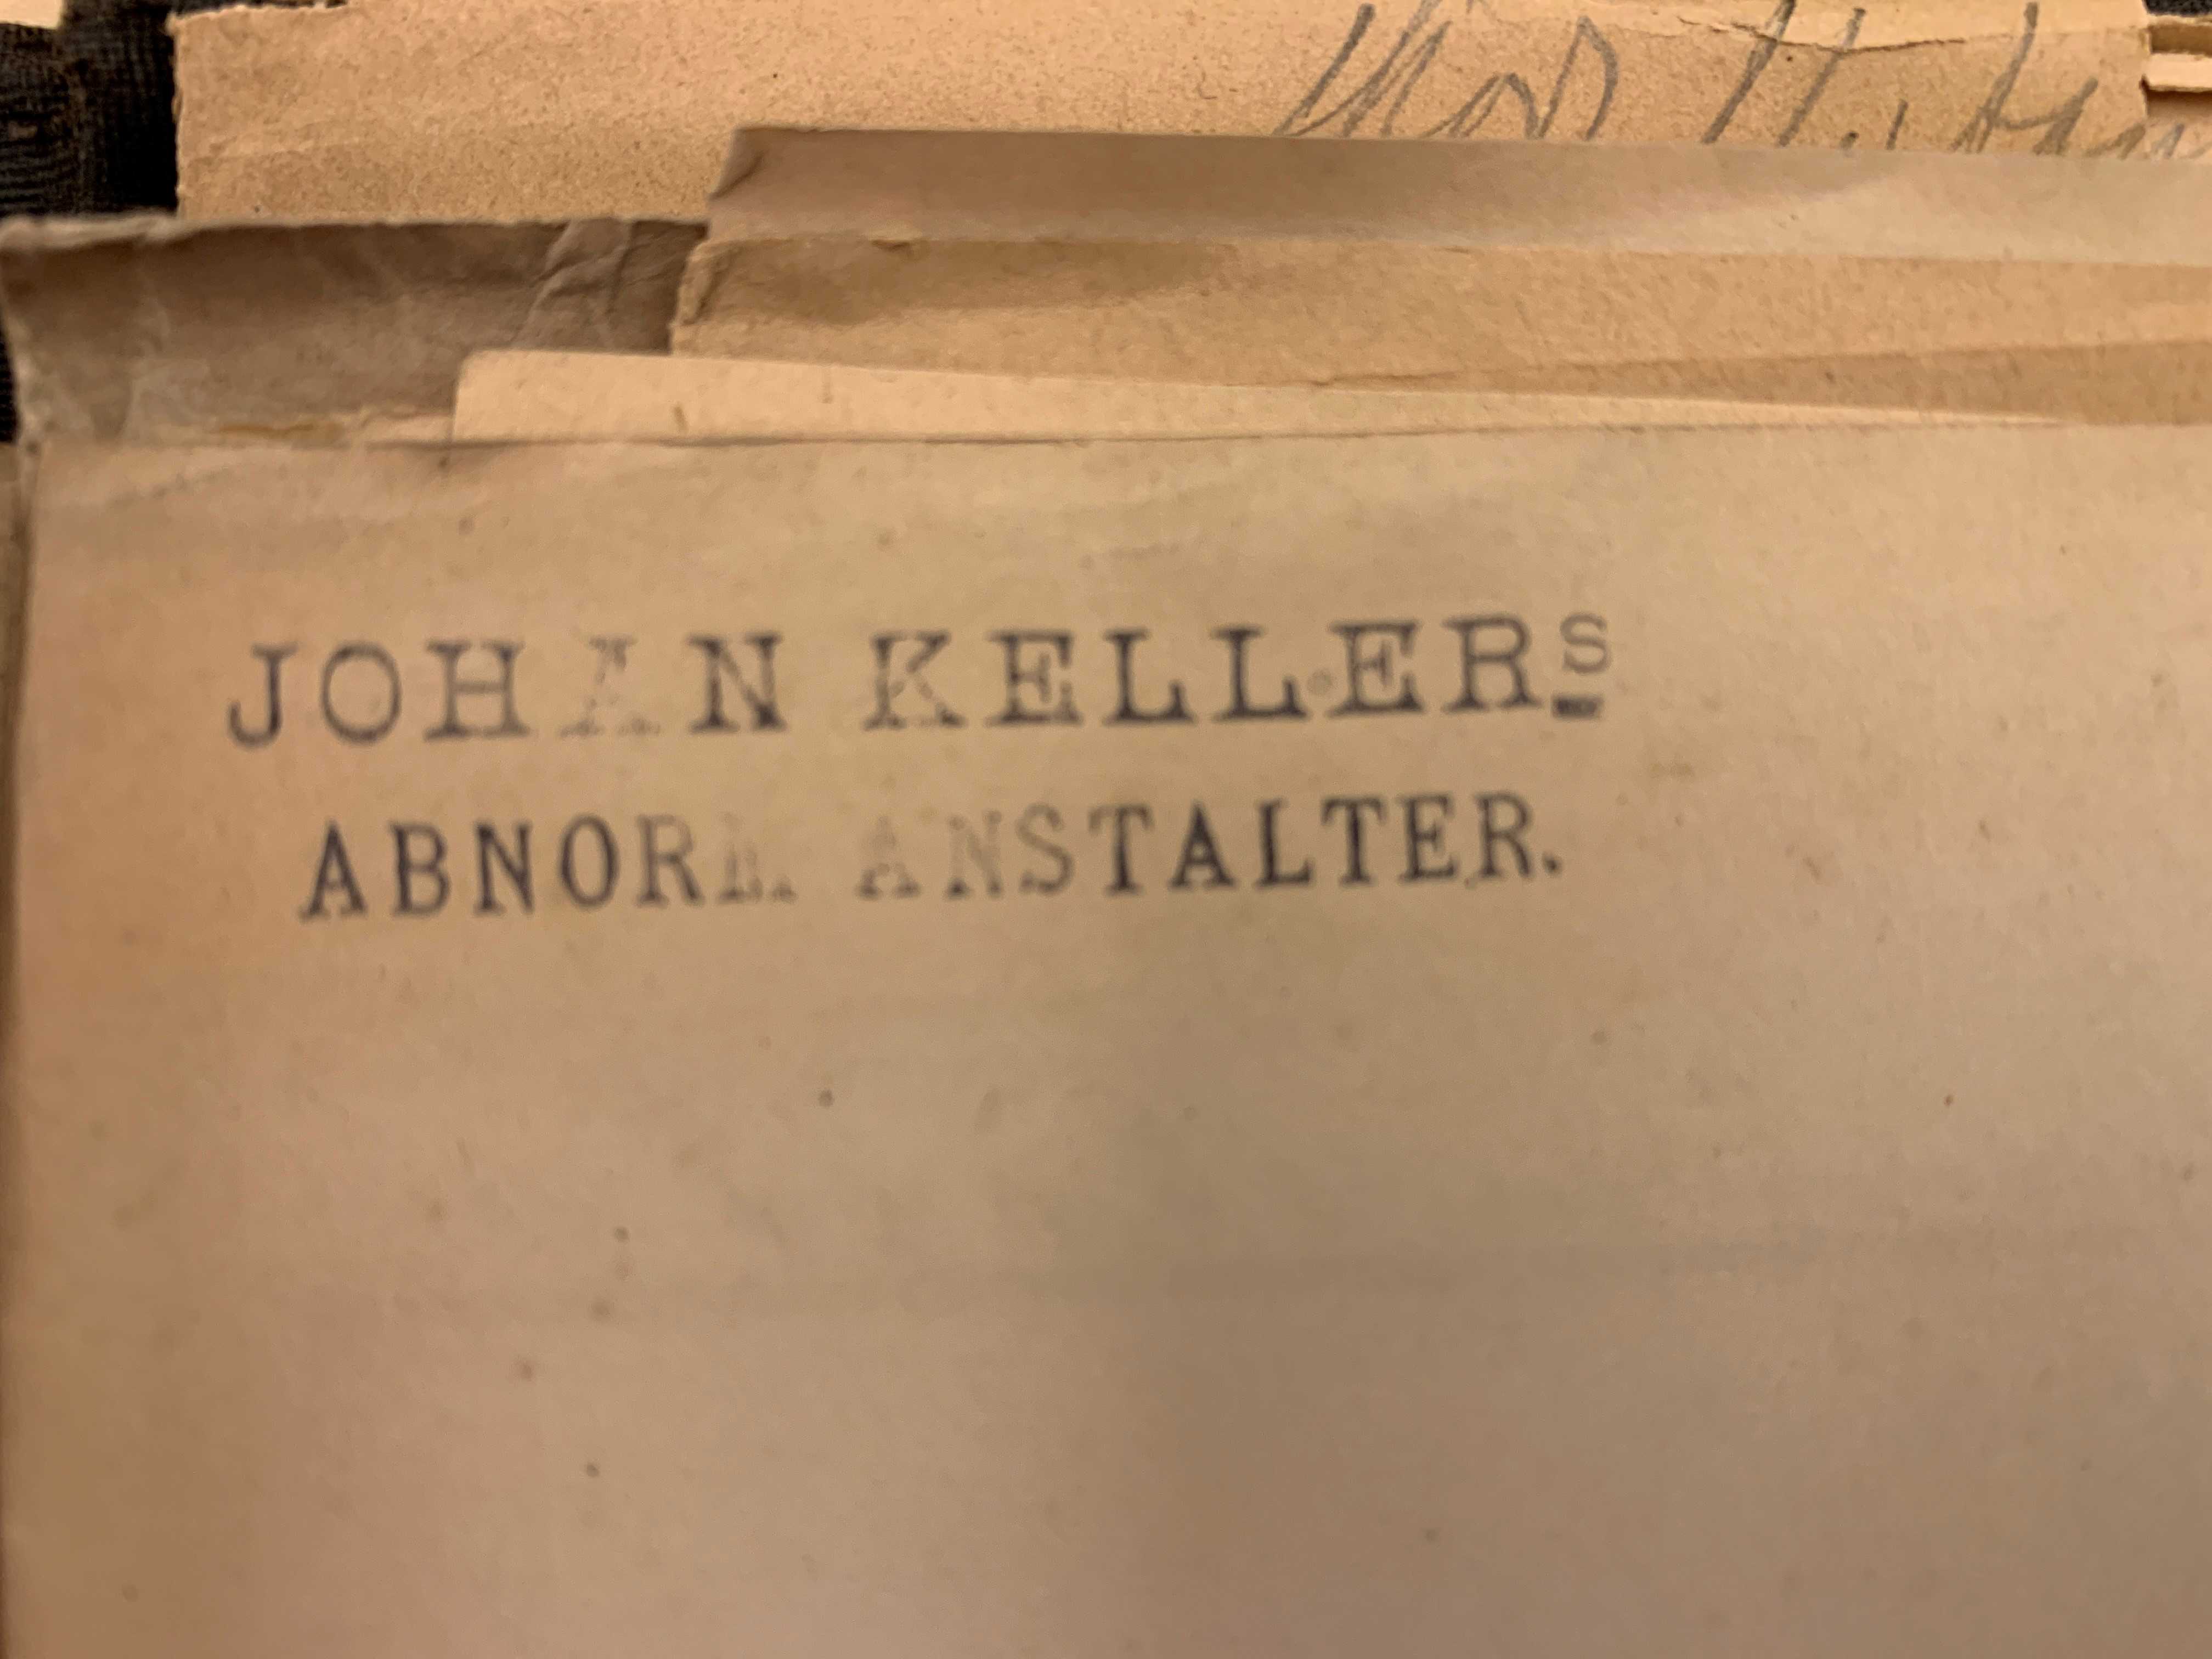 JOHAN KELLERS
ABNORM ANSTALTER.